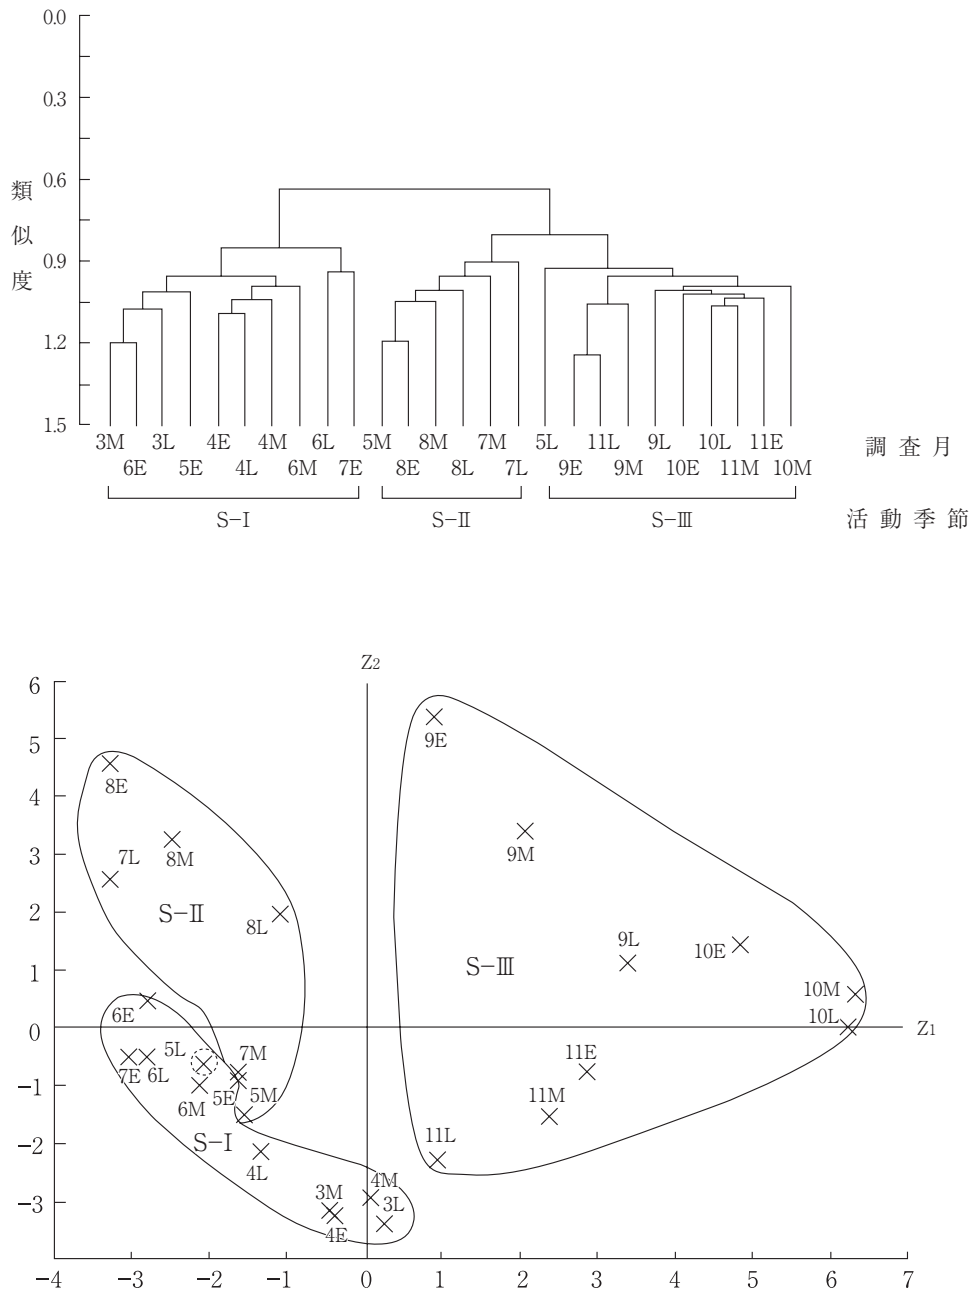 0.0
0.3
0.6
類似度
0.9
1.2
1.5
3M 3L 4E 4M 6L 5M 8M 7M 5L 11L 9L 10L 11E 調査月
6E 5E 4L 6M 7E 8E 8L 7L 9E 9M 10E 11M 10M
S-Ⅰ S-Ⅱ S-Ⅲ 活動季節
Z2
6
5
9E
4
8E
3
7L 8M 9M
2
S-Ⅱ 8L 9L 10E
1
S-Ⅲ 10M
6E 10L
0 Z1
5L 7M 11E
7E 6L
-1
6M 5E 5M 11M
S-Ⅰ 11L
-2
4L 4M
3M 3L
-3
4E
-4 -3 -2 -1 0 1 2 3 4 5 6 7